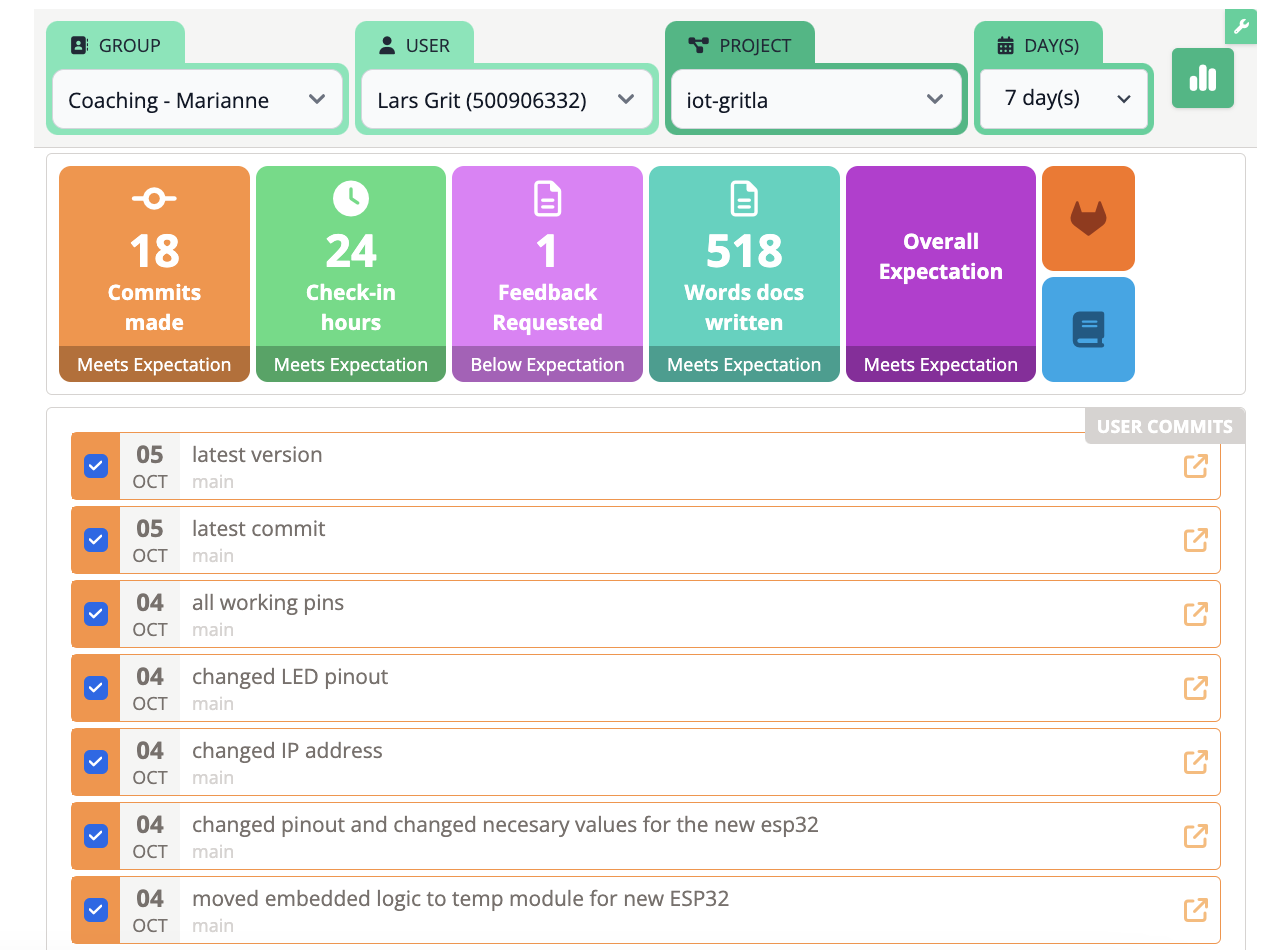 GROUP
Coaching - Marianne
USER
Lars Grit (500906332)
PROJECT
iot-gritla
DAY(S)
7 day(s)
18
Commits
made
Meets Expectation
24
Check-in
hours
Meets Expectation
1
Feedback
Requested
Below Expectation
518
Words docs
written
Meets Expectation
Overall
Expectation
Meets Expectation
USER COMMITS
05
OCT
latest version
main
05
OCT
latest commit
main
04
OCT
all working pins
main
04
OCT
changed LED pinout
main
04
OCT
changed IP address
main
04
OCT
changed pinout and changed necesary values for the new esp32
main
04
OCT
moved embedded logic to temp module for new ESP32
main